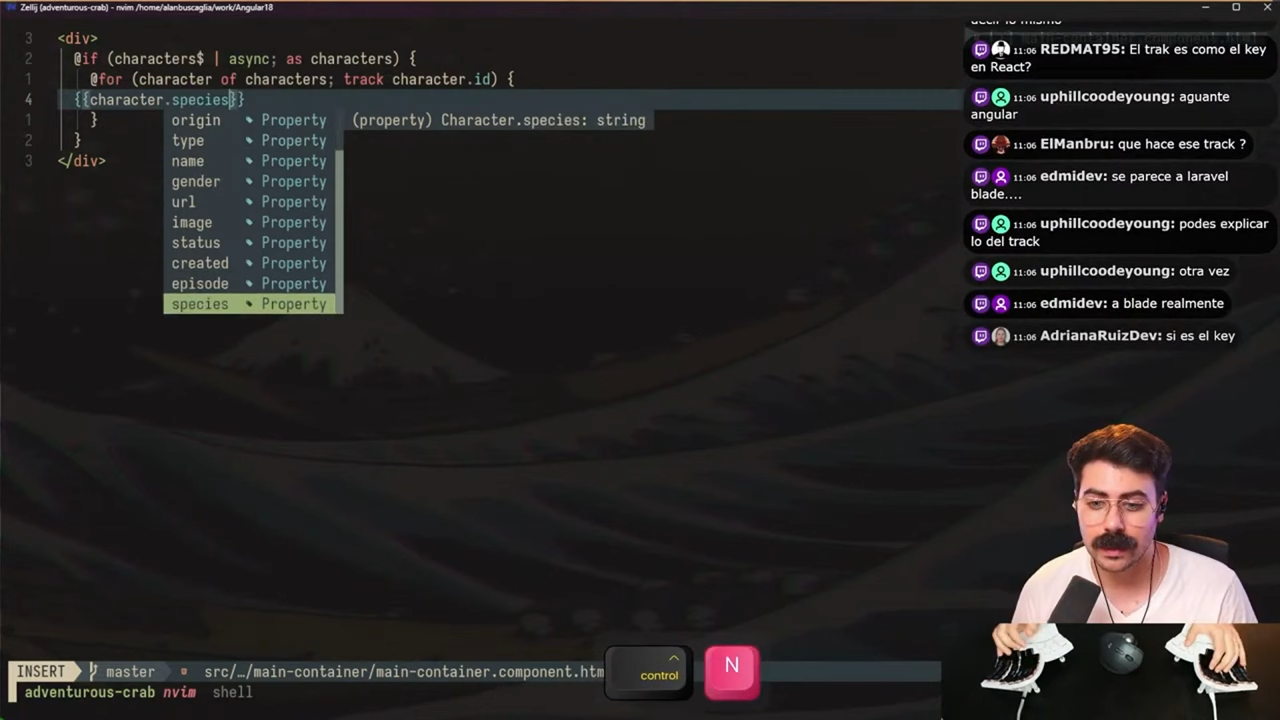 Zellij (adventurous-crab) - nvim /home/alanbuscaglia/work/Angular18
3 <div>
2 @if (characters$ | async; as characters) {
1 @for (character of characters; track character.id) {
4 {{character.species}}
1 }
2 }
3 </div>
origin Property (property) Character.species: string
type Property
name Property
gender Property
url Property
image Property
status Property
created Property
episode Property
species Property
decir lo mismo
11:06 REDMAT95: El trak es como el key
en React?
11:06 uphillcoodeyoung: aguante
angular
11:06 ElManbru: que hace ese track ?
11:06 edmidev: se parece a laravel
blade....
11:06 uphillcoodeyoung: podes explicar
lo del track
11:06 uphillcoodeyoung: otra vez
11:06 edmidev: a blade realmente
11:06 AdrianaRuizDev: si es el key
control
N
INSERT master src/…/main-container/main-container.component.htm
adventurous-crab nvim shell